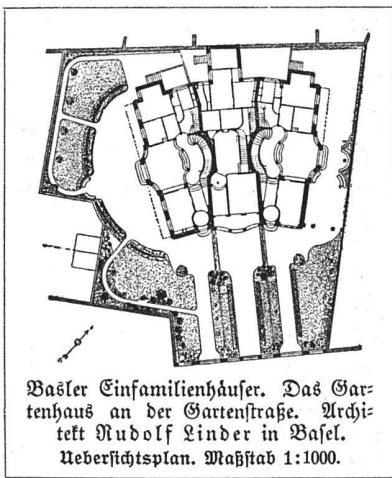 Basler Einfamilienhäuser. Das Gar-
tenhaus an der Gartenstraße. Archi-
tekt Rudolf Linder in Basel.
Uebersichtsplan. Maßstab 1:1000.